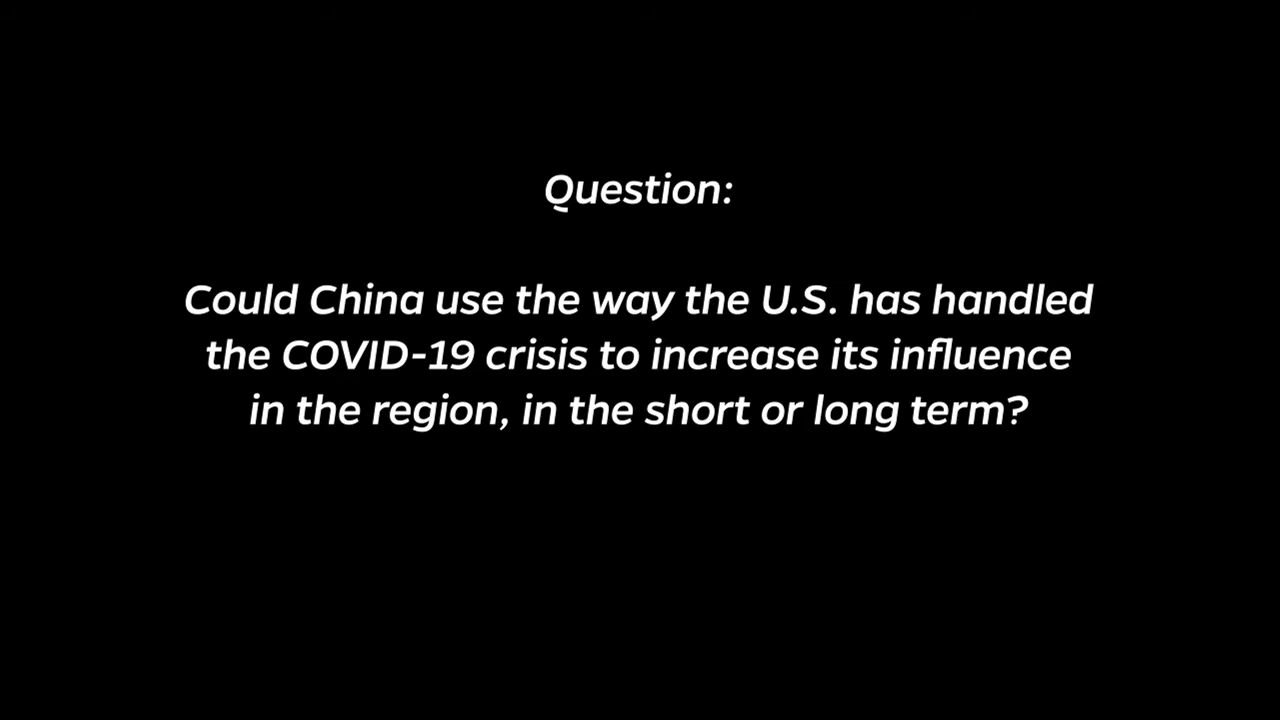 Question:
Could China use the way the U.S. has handled
the COVID-19 crisis to increase its influence
in the region, in the short or long term?